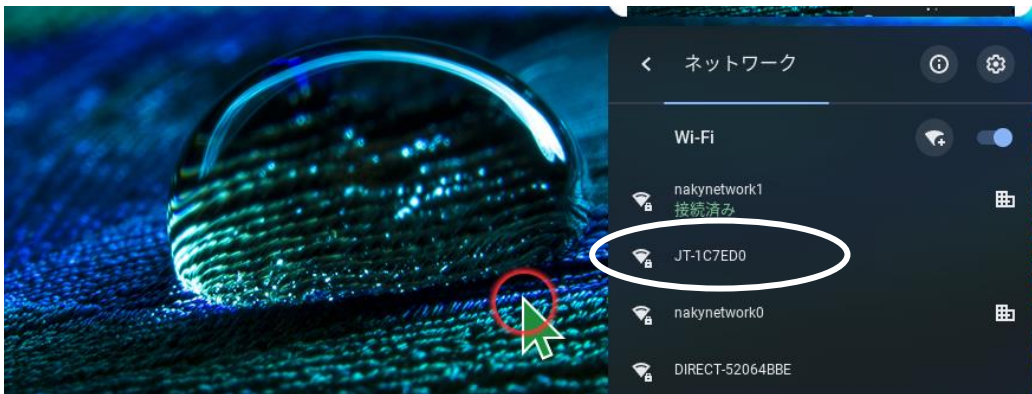 ネットワーク
Wi-Fi
nakynetwork1
接続済み
JT-1C7ED0
nakynetwork0
DIRECT-52064BBE